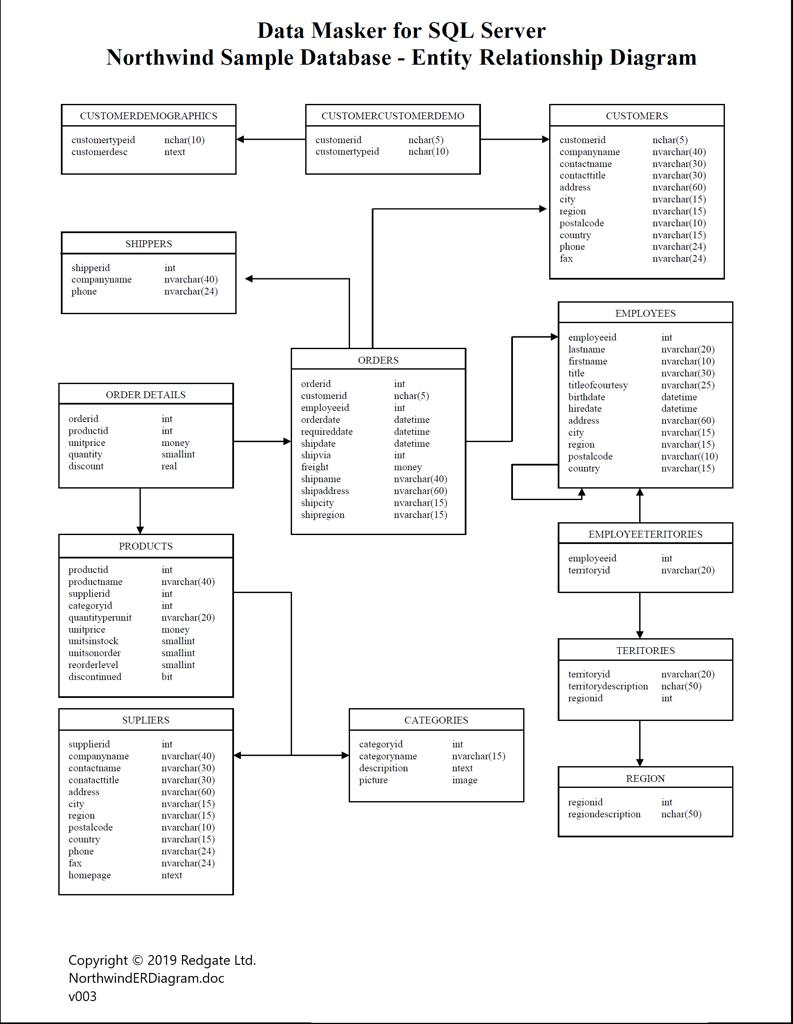 Data Masker for SQL Server
Northwind Sample Database - Entity Relationship Diagram
CUSTOMERDEMOGRAPHICS
customertypeid nchar(10)
customerdesc ntext
CUSTOMERCUSTOMERDEMO
customerid nchar(5)
customertypeid nchar(10)
CUSTOMERS
customerid nchar(5)
companyname nvarchar(40)
contactname nvarchar(30)
contacttitle nvarchar(30)
address nvarchar(60)
city nvarchar(15)
region nvarchar(15)
postalcode nvarchar(10)
country nvarchar(15)
phone nvarchar(24)
fax nvarchar(24)
SHIPPERS
shipperid int
companyname nvarchar(40)
phone nvarchar(24)
EMPLOYEES
employeeid int
lastname nvarchar(20)
firstname nvarchar(10)
title nvarchar(30)
titleofcourtesy nvarchar(25)
birthdate datetime
hiredate datetime
address nvarchar(60)
city nvarchar(15)
region nvarchar(15)
postalcode nvarchar((10)
country nvarchar(15)
ORDERS
orderid int
customerid nchar(5)
employeeid int
orderdate datetime
requireddate datetime
shipdate datetime
shipvia int
freight money
shipname nvarchar(40)
shipaddress nvarchar(60)
shipcity nvarchar(15)
shipregion nvarchar(15)
ORDER DETAILS
orderid int
productid int
unitprice money
quantity smallint
discount real
PRODUCTS
productid int
productname nvarchar(40)
supplierid int
categoryid int
quantityperunit nvarchar(20)
unitprice money
unitsinstock smallint
unitsonorder smallint
reorderlevel smallint
discontinued bit
EMPLOYEETERITORIES
employeeid int
territoryid nvarchar(20)
TERITORIES
territoryid nvarchar(20)
territorydescription nchar(50)
regionid int
SUPLIERS
supplierid int
companyname nvarchar(40)
contactname nvarchar(30)
conatacttitle nvarchar(30)
address nvarchar(60)
city nvarchar(15)
region nvarchar(15)
postalcode nvarchar(10)
country nvarchar(15)
phone nvarchar(24)
fax nvarchar(24)
homepage ntext
CATEGORIES
categoryid int
categoryname nvarchar(15)
descripition ntext
picture image
REGION
regionid int
regiondescription nchar(50)
Copyright © 2019 Redgate Ltd.
NorthwindERDiagram.doc
v003